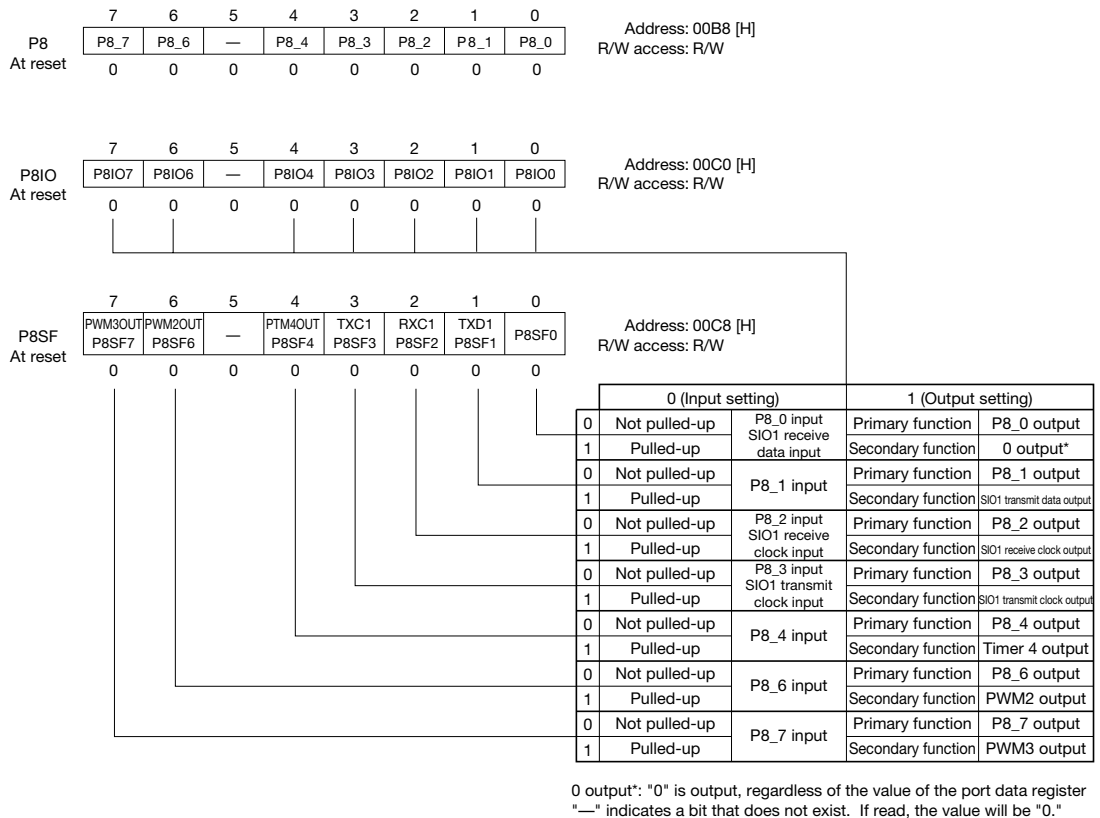 7 6 5 4 3 2 1 0
P8 P8_7 P8_6 — P8_4 P8_3 P8_2 P8_1 P8_0
At reset 0 0 0 0 0 0 0 0
Address: 00B8 [H]
R/W access: R/W
7 6 5 4 3 2 1 0
P8IO P8IO7 P8IO6 — P8IO4 P8IO3 P8IO2 P8IO1 P8IO0
At reset 0 0 0 0 0 0 0 0
Address: 00C0 [H]
R/W access: R/W
7 6 5 4 3 2 1 0
PWM3OUT PWM2OUT PTM4OUT TXC1 RXC1 TXD1
P8SF P8SF7 P8SF6 — P8SF4 P8SF3 P8SF2 P8SF1 P8SF0
At reset 0 0 0 0 0 0 0 0
Address: 00C8 [H]
R/W access: R/W
0 (Input setting) 1 (Output setting)
0 Not pulled-up P8_0 input Primary function P8_0 output
SIO1 receive
1 Pulled-up data input Secondary function 0 output*
0 Not pulled-up Primary function P8_1 output
P8_1 input
1 Pulled-up Secondary function SIO1 transmit data output
0 Not pulled-up P8_2 input Primary function P8_2 output
SIO1 receive
1 Pulled-up clock input Secondary function SIO1 receive clock output
0 Not pulled-up P8_3 input Primary function P8_3 output
SIO1 transmit
1 Pulled-up clock input Secondary function SIO1 transmit clock output
0 Not pulled-up Primary function P8_4 output
P8_4 input
1 Pulled-up Secondary function Timer 4 output
0 Not pulled-up Primary function P8_6 output
P8_6 input
1 Pulled-up Secondary function PWM2 output
0 Not pulled-up Primary function P8_7 output
P8_7 input
1 Pulled-up Secondary function PWM3 output
0 output*: "0" is output, regardless of the value of the port data register
"—" indicates a bit that does not exist. If read, the value will be "0."